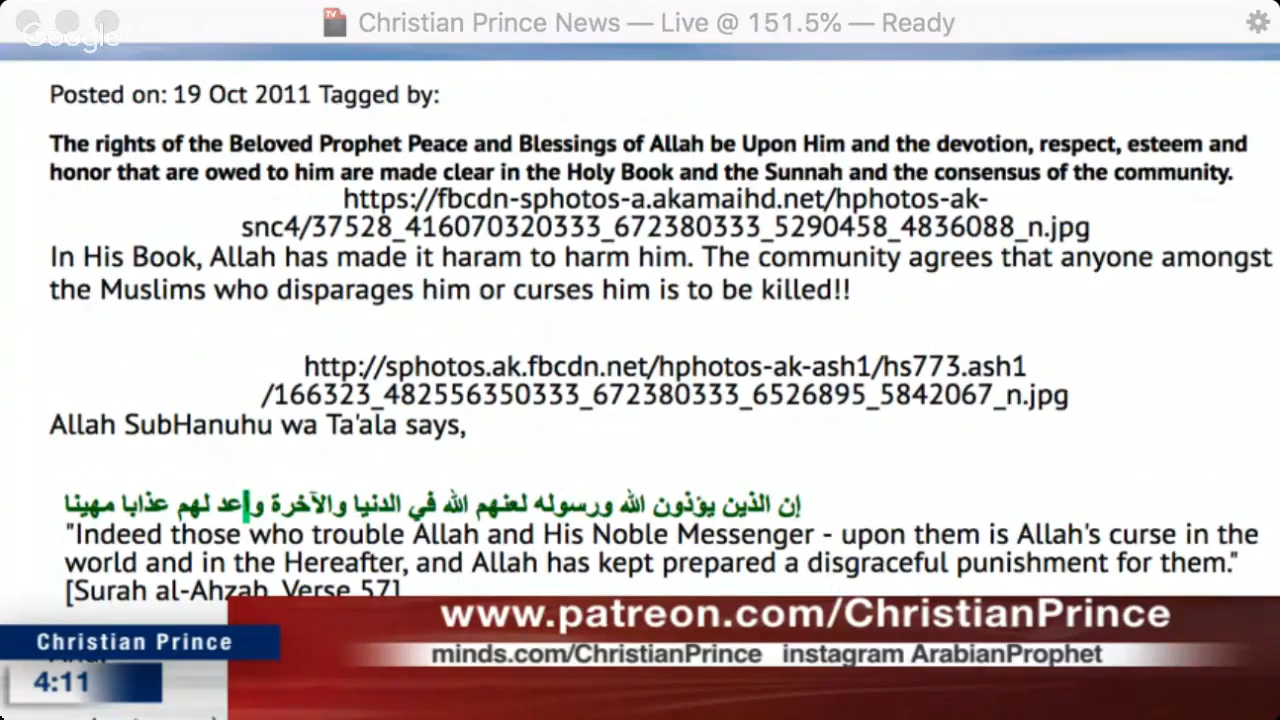 Christian Prince News — Live @ 151.5% — Ready
Google
Posted on: 19 Oct 2011 Tagged by:
The rights of the Beloved Prophet Peace and Blessings of Allah be Upon Him and the devotion, respect, esteem and
honor that are owed to him are made clear in the Holy Book and the Sunnah and the consensus of the community.
https://fbcdn-sphotos-a.akamaihd.net/hphotos-ak-
snc4/37528_416070320333_672380333_5290458_4836088_n.jpg
In His Book, Allah has made it haram to harm him. The community agrees that anyone amongst
the Muslims who disparages him or curses him is to be killed!!
http://sphotos.ak.fbcdn.net/hphotos-ak-ash1/hs773.ash1
/166323_482556350333_672380333_6526895_5842067_n.jpg
Allah SubHanuhu wa Ta'ala says,
إن الذين يؤذون الله ورسوله لعنهم الله في الدنيا والآخرة وأعد لهم عذابا مهينا
"Indeed those who trouble Allah and His Noble Messenger - upon them is Allah's curse in the
world and in the Hereafter, and Allah has kept prepared a disgraceful punishment for them."
[Surah al-Ahzab, Verse 57]
www.patreon.com/ChristianPrince
Christian Prince
minds.com/ChristianPrince instagram ArabianProphet
4:11